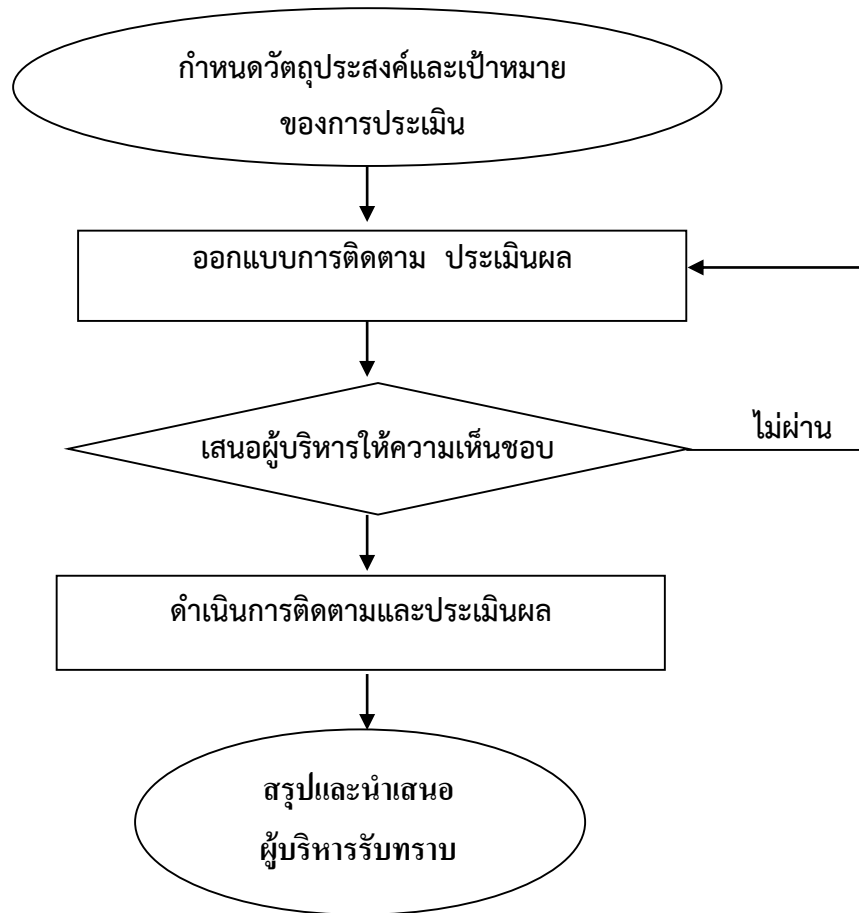 กำหนดวัตถุประสงค์และเป้าหมาย
ของการประเมิน
ออกแบบการติดตาม ประเมินผล
เสนอผู้บริหารให้ความเห็นชอบ
ไม่ผ่าน
ดำเนินการติดตามและประเมินผล
สรุปและนำเสนอ
ผู้บริหารรับทราบ